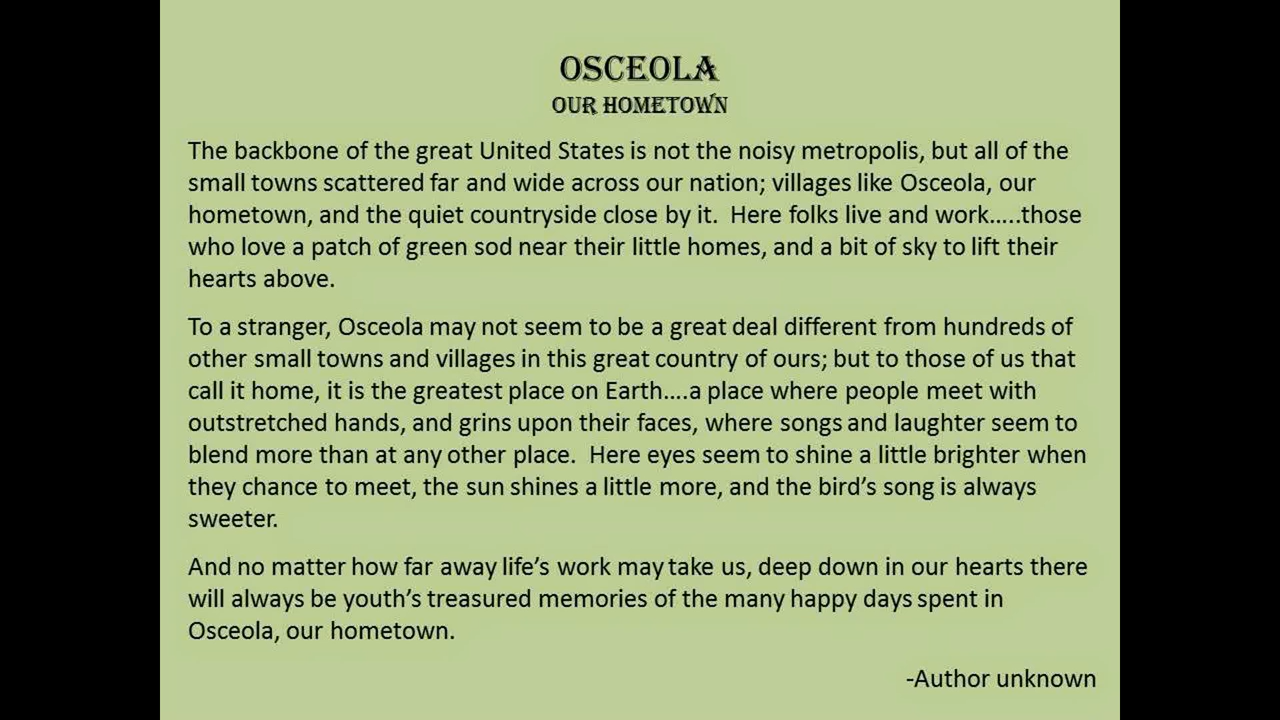 OSCEOLA
OUR HOMETOWN
The backbone of the great United States is not the noisy metropolis, but all of the
small towns scattered far and wide across our nation; villages like Osceola, our
hometown, and the quiet countryside close by it.  Here folks live and work.....those
who love a patch of green sod near their little homes, and a bit of sky to lift their
hearts above.
To a stranger, Osceola may not seem to be a great deal different from hundreds of
other small towns and villages in this great country of ours; but to those of us that
call it home, it is the greatest place on Earth....a place where people meet with
outstretched hands, and grins upon their faces, where songs and laughter seem to
blend more than at any other place.  Here eyes seem to shine a little brighter when
they chance to meet, the sun shines a little more, and the bird’s song is always
sweeter.
And no matter how far away life’s work may take us, deep down in our hearts there
will always be youth’s treasured memories of the many happy days spent in
Osceola, our hometown.
-Author unknown